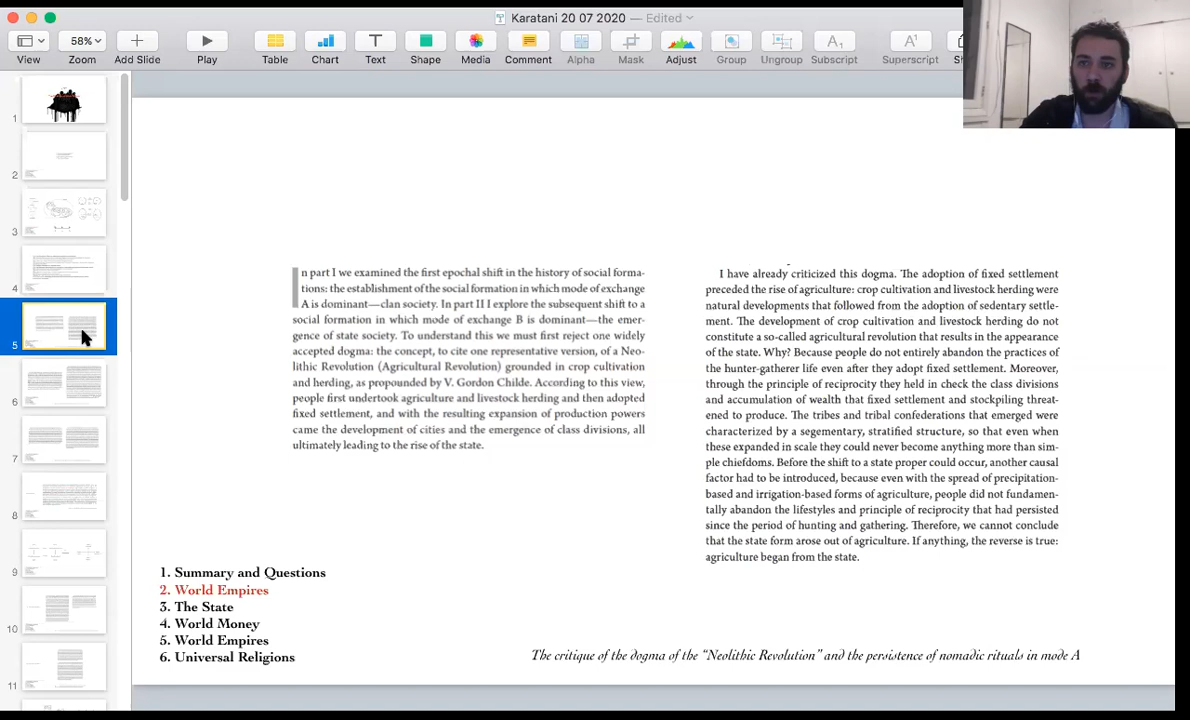 Karatani 20 07 2020 — Edited
58%
View
Zoom
Add Slide
Play
Table
Chart
Text
Shape
Media
Comment
Alpha
Mask
Adjust
Group
Ungroup
Subscript
Superscript
1
2
3
4
5
6
7
8
9
10
11
In part I we examined the first epochal shift in the history of social forma-
tions: the establishment of the social formation in which mode of exchange
A is dominant—clan society. In part II I explore the subsequent shift to a
social formation in which mode of exchange B is dominant—the emer-
gence of state society. To understand this we must first reject one widely
accepted dogma: the concept, to cite one representative version, of a Neo-
lithic Revolution (Agricultural Revolution) grounded in crop cultivation
and herding, as propounded by V. Gordon Childe. According to this view,
people first undertook agriculture and livestock herding and then adopted
fixed settlement, and with the resulting expansion of production powers
came the development of cities and the emergence of class divisions, all
ultimately leading to the rise of the state.
I have already criticized this dogma. The adoption of fixed settlement
preceded the rise of agriculture: crop cultivation and livestock herding were
natural developments that followed from the adoption of sedentary settle-
ment. The development of crop cultivation and livestock herding do not
constitute a so-called agricultural revolution that results in the appearance
of the state. Why? Because people do not entirely abandon the practices of
the hunter-gatherer life even after they adopt fixed settlement. Moreover,
through the principle of reciprocity they held in check the class divisions
and accumulation of wealth that fixed settlement and stockpiling threat-
ened to produce. The tribes and tribal confederations that emerged were
characterized by a segementary, stratified structure, so that even when
these expanded in scale they could never become anything more than sim-
ple chiefdoms. Before the shift to a state proper could occur, another causal
factor had to be introduced, because even with the spread of precipitation-
based and irrigation-based forms of agriculture, people did not fundamen-
tally abandon the lifestyles and principle of reciprocity that had persisted
since the period of hunting and gathering. Therefore, we cannot conclude
that the state form arose out of agriculture. If anything, the reverse is true:
agriculture began from the state.
1. Summary and Questions
2. World Empires
3. The State
4. World Money
5. World Empires
6. Universal Religions
The critique of the dogma of the “Neolithic Revolution” and the persistence of nomadic rituals in mode A